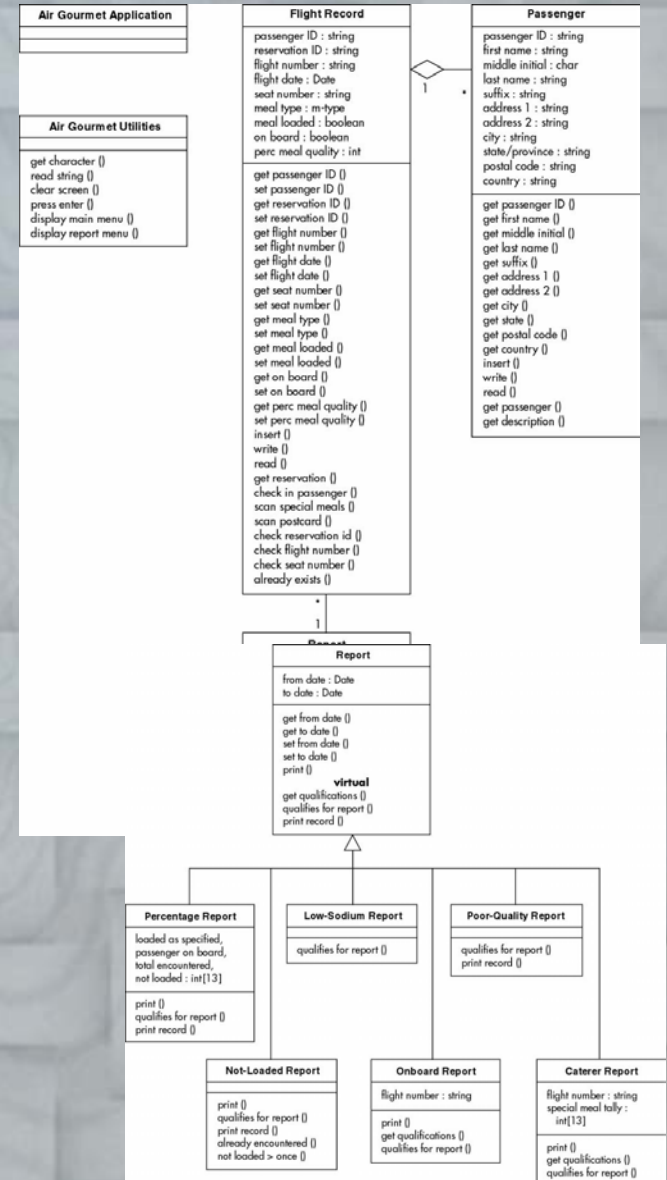 Air Gourmet Application
Air Gourmet Utilities
get character ()
read string ()
clear screen ()
press enter ()
display main menu ()
display report menu ()
Flight Record
passenger ID : string
reservation ID : string
flight number : string
flight date : Date
seat number : string
meal type : m-type
meal loaded : boolean
on board : boolean
perc meal quality : int
get passenger ID ()
set passenger ID ()
get reservation ID ()
set reservation ID ()
get flight number ()
set flight number ()
get flight date ()
set flight date ()
get seat number ()
set seat number ()
get meal type ()
set meal type ()
get meal loaded ()
set meal loaded ()
get on board ()
set on board ()
get perc meal quality ()
set perc meal quality ()
insert ()
write ()
read ()
get reservation ()
check in passenger ()
scan special meals ()
scan postcard ()
check reservation id ()
check flight number ()
check seat number ()
already exists ()
1
*
Passenger
passenger ID : string
first name : string
middle initial : char
last name : string
suffix : string
address 1 : string
address 2 : string
city : string
state/province : string
postal code : string
country : string
get passenger ID ()
get first name ()
get middle initial ()
get last name ()
get suffix ()
get address 1 ()
get address 2 ()
get city ()
get state ()
get postal code ()
get country ()
insert ()
write ()
read ()
get passenger ()
get description ()
*
1
Report
Report
from date : Date
to date : Date
get from date ()
get to date ()
set from date ()
set to date ()
print ()
virtual
get qualifications ()
qualifies for report ()
print record ()
Percentage Report
loaded as specified,
passenger on board,
total encountered,
not loaded : int[13]
print ()
qualifies for report ()
print record ()
Low-Sodium Report
qualifies for report ()
Poor-Quality Report
qualifies for report ()
print record ()
Not-Loaded Report
print ()
qualifies for report ()
print record ()
already encountered ()
not loaded > once ()
Onboard Report
flight number : string
print ()
get qualifications ()
qualifies for report ()
Caterer Report
flight number : string
special meal tally :
int[13]
print ()
get qualifications ()
qualifies for report ()